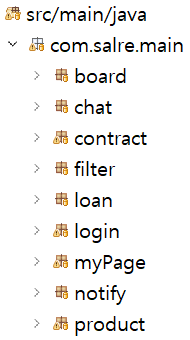 src/main/java
com.salre.main
board
chat
contract
filter
loan
login
myPage
notify
product